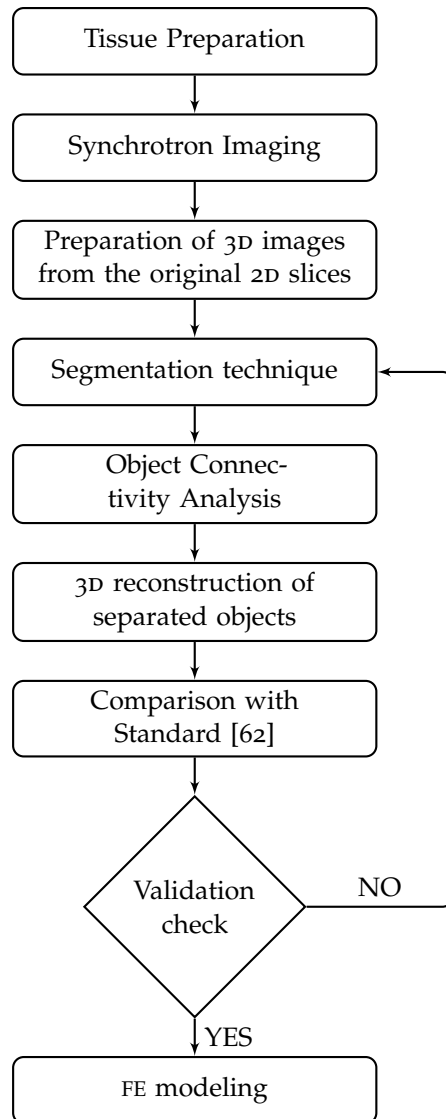 Tissue Preparation
Synchrotron Imaging
Preparation of 3D images
from the original 2D slices
Segmentation technique
Object Connec-
tivity Analysis
3D reconstruction of
separated objects
Comparison with
Standard [62]
Validation
check
NO
YES
FE modeling